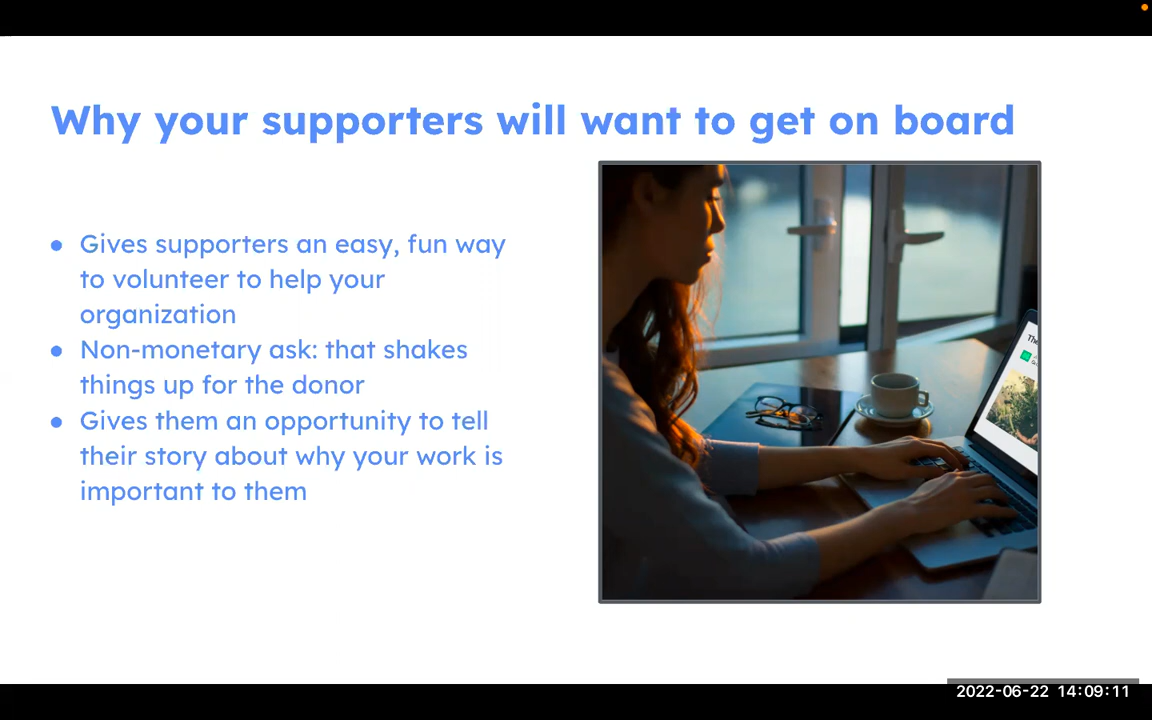 Why your supporters will want to get on board
● Gives supporters an easy, fun way
to volunteer to help your
organization
● Non-monetary ask: that shakes
things up for the donor
● Gives them an opportunity to tell
their story about why your work is
important to them
2022-06-22 14:09:11